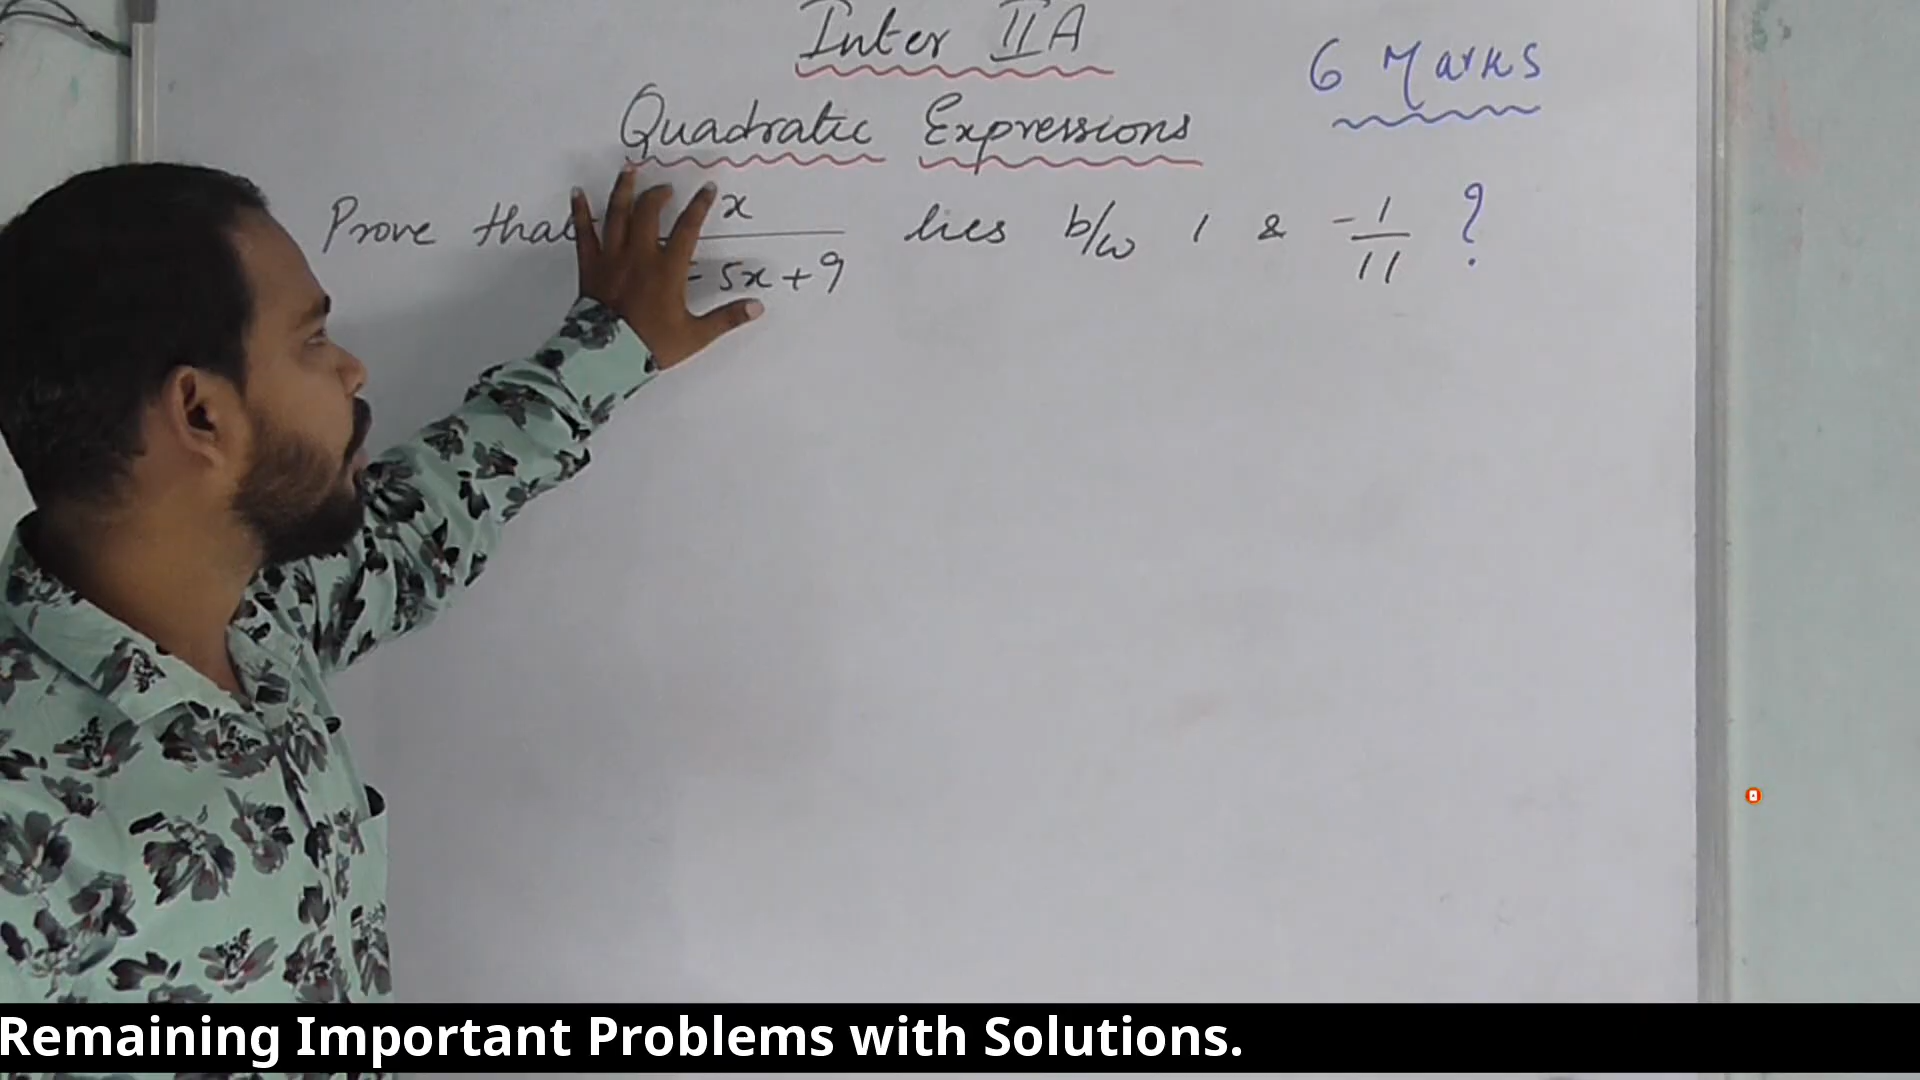 Inter IIA
6 Marks
Quadratic Expressions
Prove that x lies b/w 1 & -1/11 ?
- 5x + 9
Remaining Important Problems with Solutions.